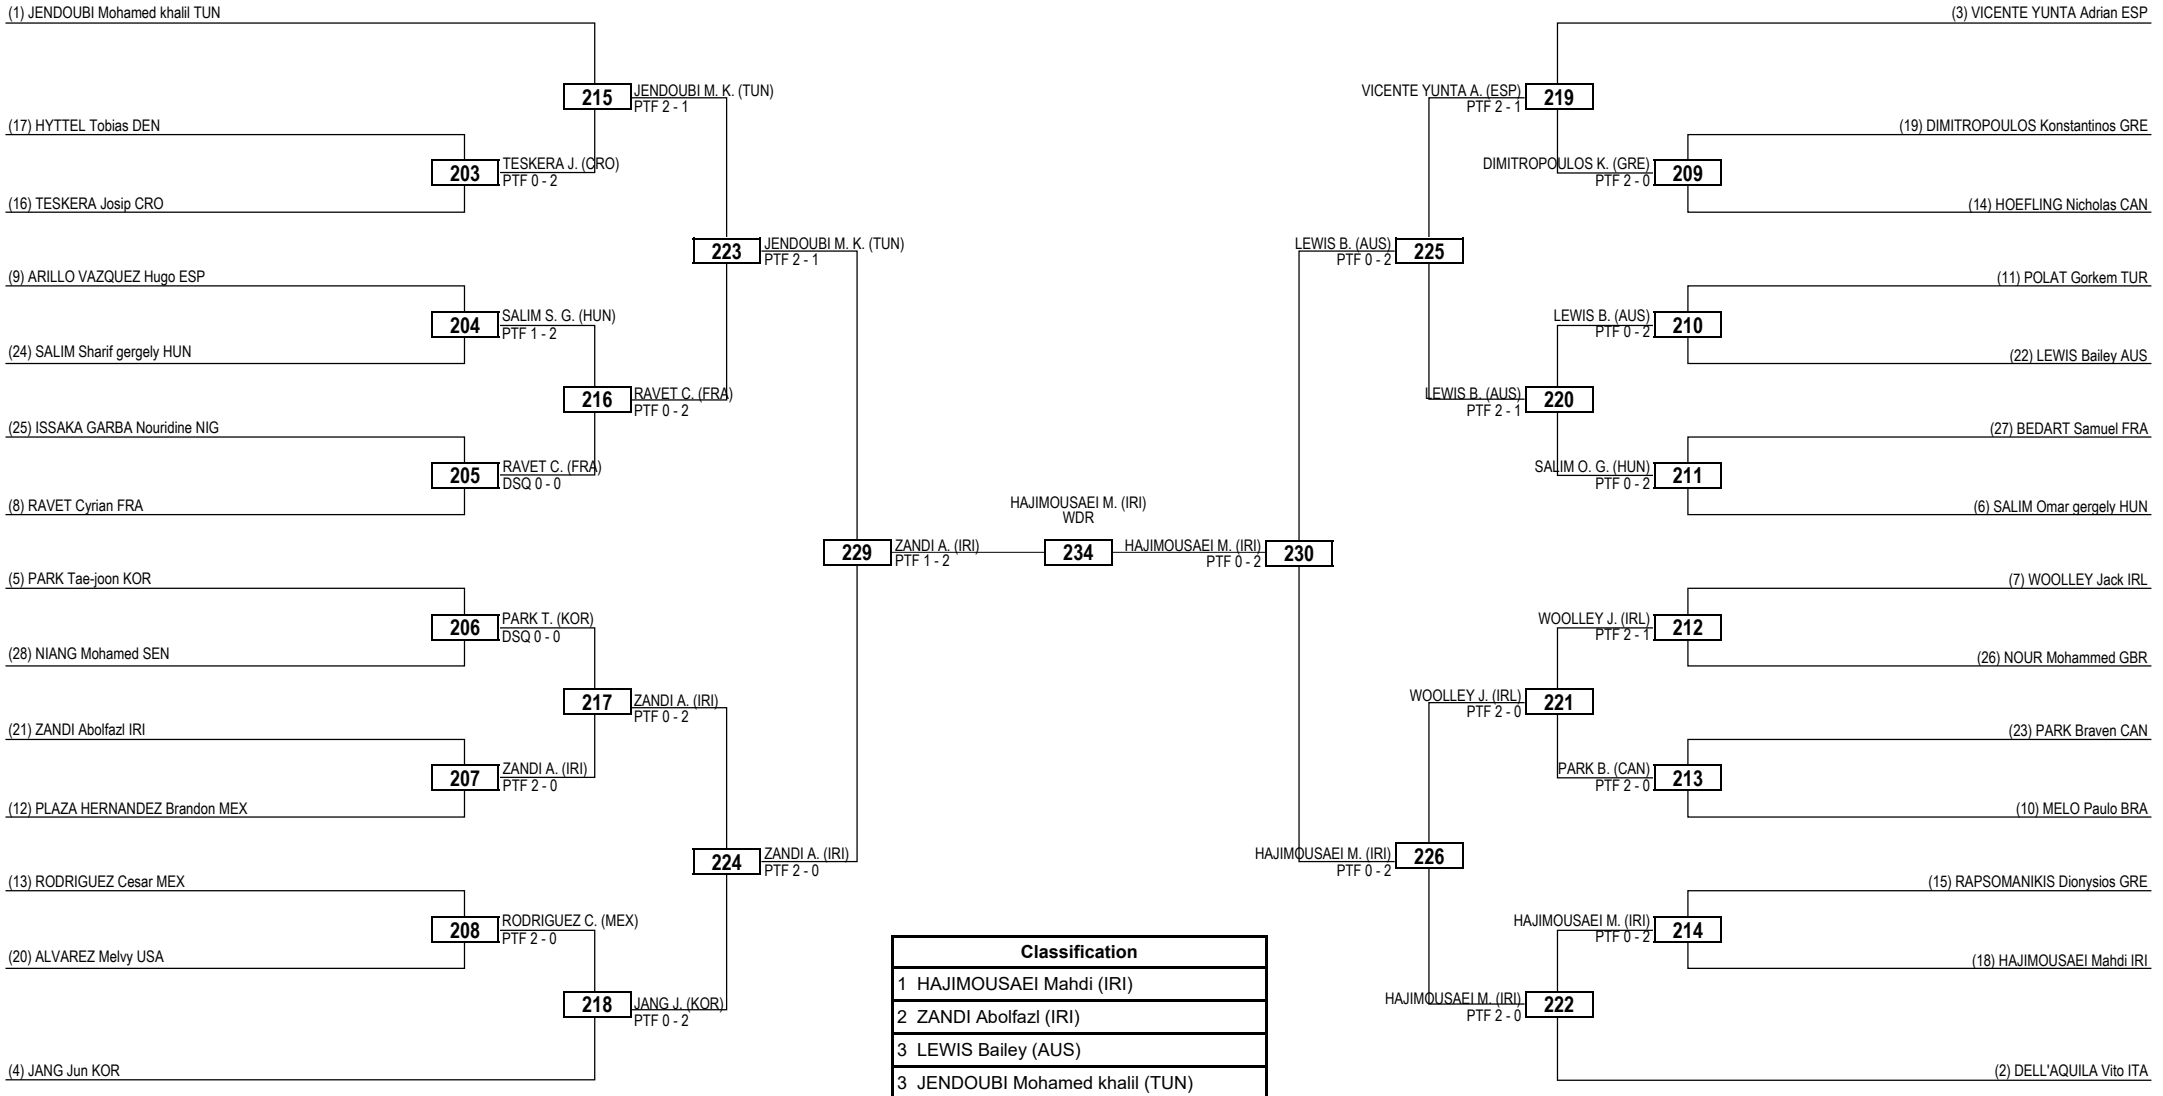 (1) JENDOUBI Mohamed khalil TUN
215
JENDOUBI M. K. (TUN)
PTF 2 - 1
(17) HYTTEL Tobias DEN
203
TESKERA J. (CRO)
PTF 0 - 2
(16) TESKERA Josip CRO
223
JENDOUBI M. K. (TUN)
PTF 2 - 1
(9) ARILLO VAZQUEZ Hugo ESP
204
SALIM S. G. (HUN)
PTF 1 - 2
(24) SALIM Sharif gergely HUN
216
RAVET C. (FRA)
PTF 0 - 2
(25) ISSAKA GARBA Nouridine NIG
205
RAVET C. (FRA)
DSQ 0 - 0
(8) RAVET Cyrian FRA
229
ZANDI A. (IRI)
PTF 1 - 2
(5) PARK Tae-joon KOR
206
PARK T. (KOR)
DSQ 0 - 0
(28) NIANG Mohamed SEN
217
ZANDI A. (IRI)
PTF 0 - 2
(21) ZANDI Abolfazl IRI
207
ZANDI A. (IRI)
PTF 2 - 0
(12) PLAZA HERNANDEZ Brandon MEX
224
ZANDI A. (IRI)
PTF 2 - 0
(13) RODRIGUEZ Cesar MEX
208
RODRIGUEZ C. (MEX)
PTF 2 - 0
(20) ALVAREZ Melvy USA
218
JANG J. (KOR)
PTF 0 - 2
(4) JANG Jun KOR
HAJIMOUSAEI M. (IRI)
WDR
234
(3) VICENTE YUNTA Adrian ESP
VICENTE YUNTA A. (ESP)
PTF 2 - 1
219
(19) DIMITROPOULOS Konstantinos GRE
DIMITROPOULOS K. (GRE)
PTF 2 - 0
209
(14) HOEFLING Nicholas CAN
LEWIS B. (AUS)
PTF 0 - 2
225
(11) POLAT Gorkem TUR
LEWIS B. (AUS)
PTF 0 - 2
210
(22) LEWIS Bailey AUS
LEWIS B. (AUS)
PTF 2 - 1
220
(27) BEDART Samuel FRA
SALIM O. G. (HUN)
PTF 0 - 2
211
(6) SALIM Omar gergely HUN
HAJIMOUSAEI M. (IRI)
PTF 0 - 2
230
(7) WOOLLEY Jack IRL
WOOLLEY J. (IRL)
PTF 2 - 1
212
(26) NOUR Mohammed GBR
WOOLLEY J. (IRL)
PTF 2 - 0
221
(23) PARK Braven CAN
PARK B. (CAN)
PTF 2 - 0
213
(10) MELO Paulo BRA
HAJIMOUSAEI M. (IRI)
PTF 0 - 2
226
(15) RAPSOMANIKIS Dionysios GRE
HAJIMOUSAEI M. (IRI)
PTF 0 - 2
214
(18) HAJIMOUSAEI Mahdi IRI
HAJIMOUSAEI M. (IRI)
PTF 2 - 0
222
(2) DELL'AQUILA Vito ITA
Classification
1 HAJIMOUSAEI Mahdi (IRI)
2 ZANDI Abolfazl (IRI)
3 LEWIS Bailey (AUS)
3 JENDOUBI Mohamed khalil (TUN)